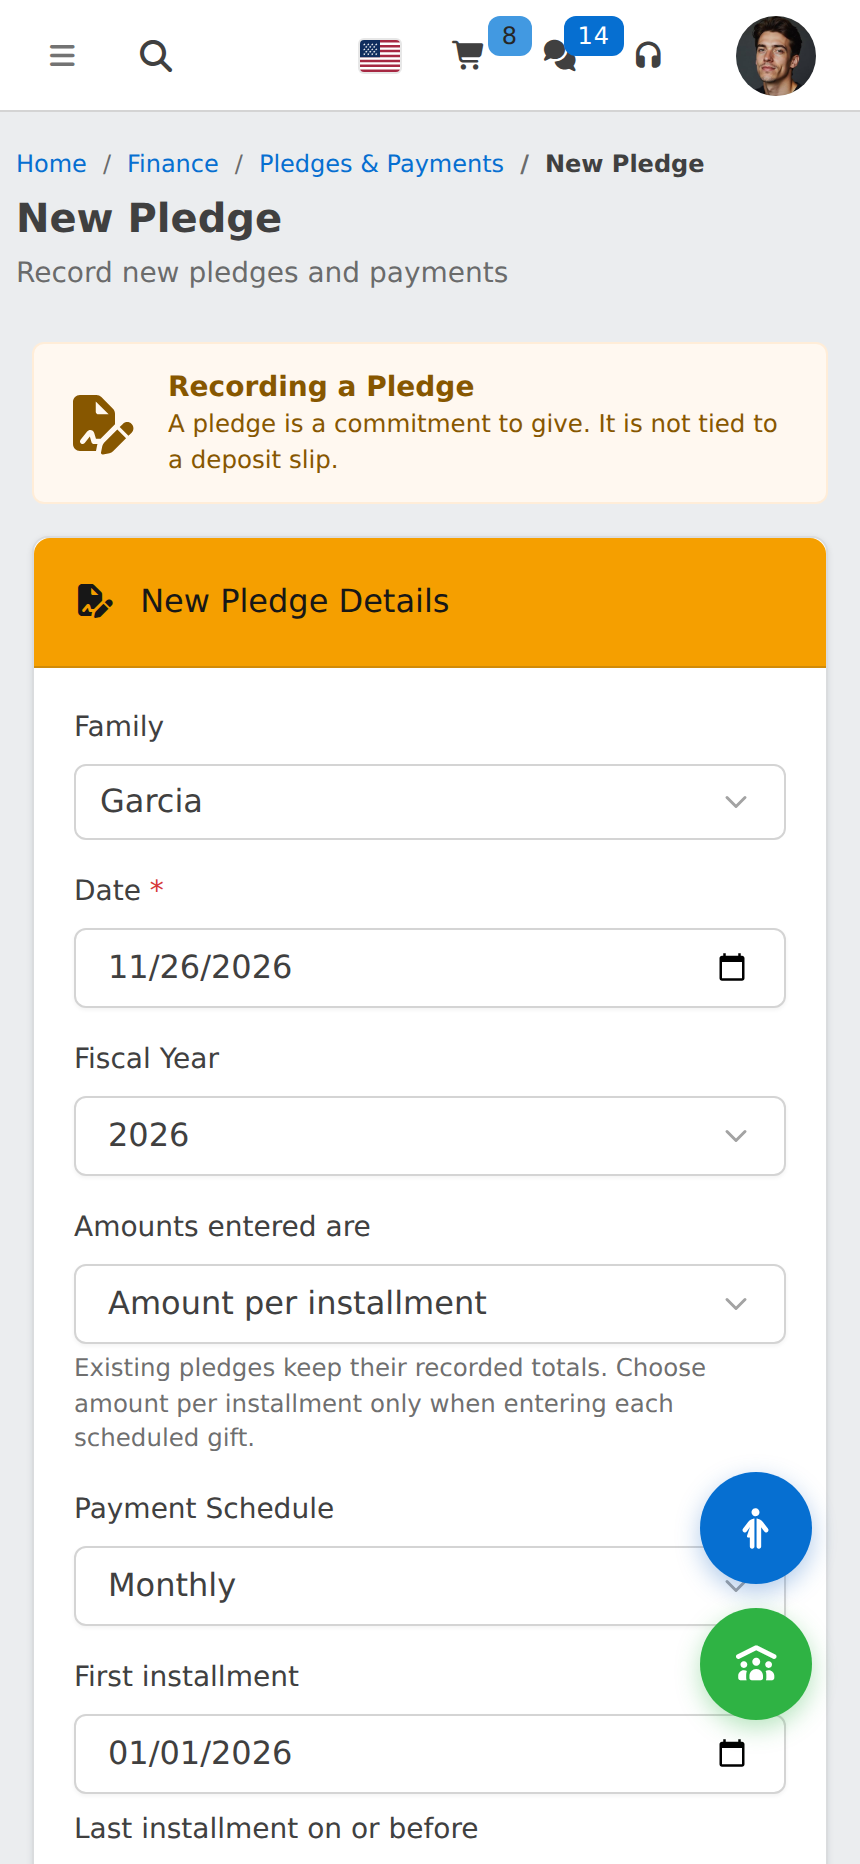 8
14
Home / Finance / Pledges & Payments / New Pledge
New Pledge
Record new pledges and payments
Recording a Pledge
A pledge is a commitment to give. It is not tied to
a deposit slip.
New Pledge Details
Family
Garcia
Date *
11/26/2026
Fiscal Year
2026
Amounts entered are
Amount per installment
Existing pledges keep their recorded totals. Choose
amount per installment only when entering each
scheduled gift.
Payment Schedule
Monthly
First installment
01/01/2026
Last installment on or before